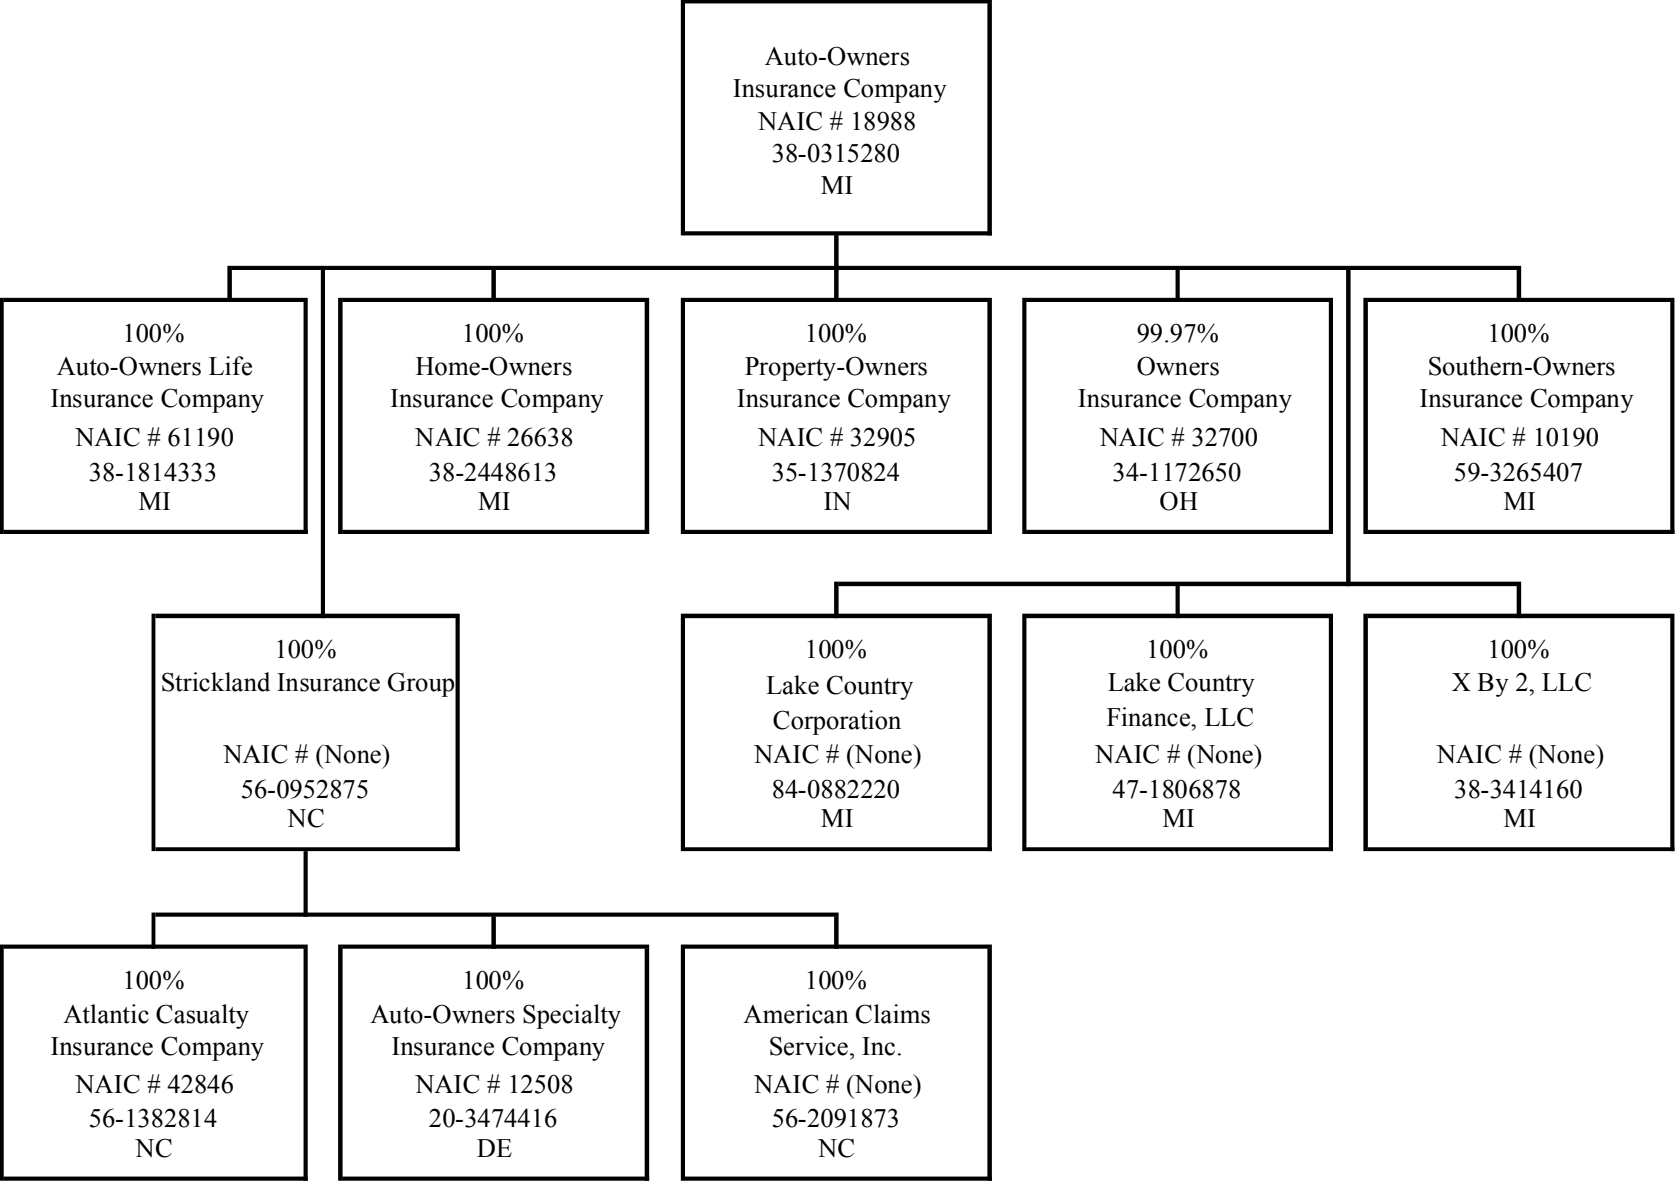 Auto-Owners
Insurance Company
NAIC # 18988
38-0315280
MI
100%
Auto-Owners Life
Insurance Company
NAIC # 61190
38-1814333
MI
100%
Home-Owners
Insurance Company
NAIC # 26638
38-2448613
MI
100%
Property-Owners
Insurance Company
NAIC # 32905
35-1370824
IN
99.97%
Owners
Insurance Company
NAIC # 32700
34-1172650
OH
100%
Southern-Owners
Insurance Company
NAIC # 10190
59-3265407
MI
100%
Strickland Insurance Group
NAIC # (None)
56-0952875
NC
100%
Lake Country
Corporation
NAIC # (None)
84-0882220
MI
100%
Lake Country
Finance, LLC
NAIC # (None)
47-1806878
MI
100%
X By 2, LLC
NAIC # (None)
38-3414160
MI
100%
Atlantic Casualty
Insurance Company
NAIC # 42846
56-1382814
NC
100%
Auto-Owners Specialty
Insurance Company
NAIC # 12508
20-3474416
DE
100%
American Claims
Service, Inc.
NAIC # (None)
56-2091873
NC